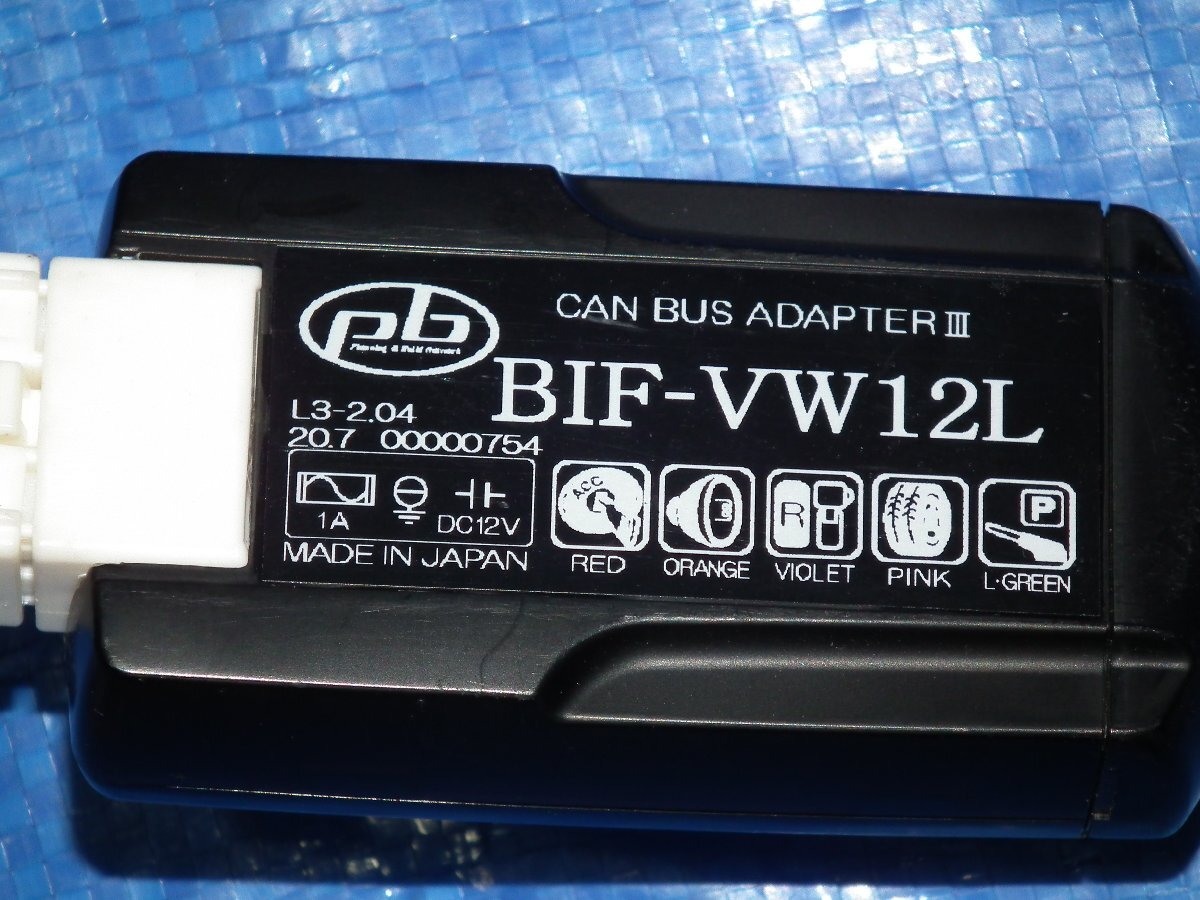 pb
CAN BUS ADAPTER III
BIF-VW12L
L3-2.04
20.7 00000754
1A
DC12V
MADE IN JAPAN
ACC
R
P
RED
ORANGE
VIOLET
PINK
L·GREEN